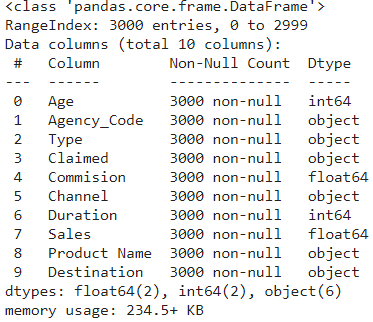 <class 'pandas.core.frame.DataFrame'>
RangeIndex: 3000 entries, 0 to 2999
Data columns (total 10 columns):
 #   Column        Non-Null Count  Dtype
---  ------        --------------  -----
 0   Age           3000 non-null   int64
 1   Agency_Code   3000 non-null   object
 2   Type          3000 non-null   object
 3   Claimed       3000 non-null   object
 4   Commision     3000 non-null   float64
 5   Channel       3000 non-null   object
 6   Duration      3000 non-null   int64
 7   Sales         3000 non-null   float64
 8   Product Name  3000 non-null   object
 9   Destination   3000 non-null   object
dtypes: float64(2), int64(2), object(6)
memory usage: 234.5+ KB